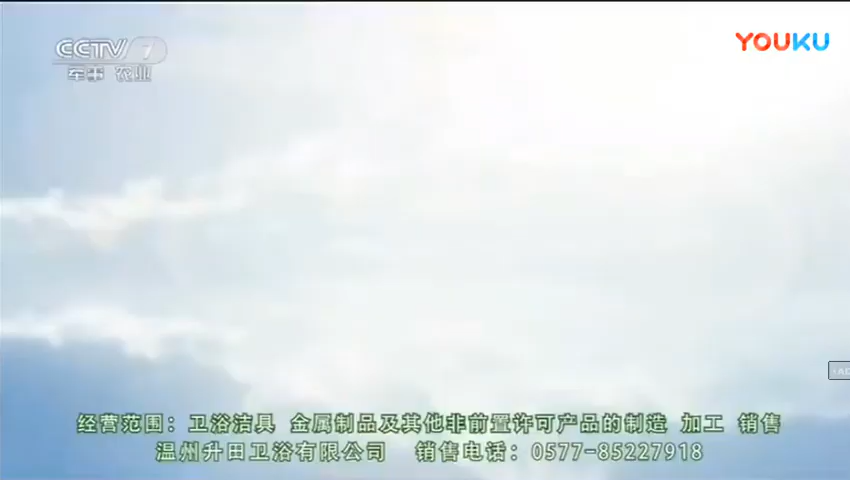 CCTV 7
YOUKU
军事 农业
AD
经营范围：卫浴洁具 金属制品及其他非前置许可产品的制造 加工 销售
温州升田卫浴有限公司 销售电话：0577-85227918